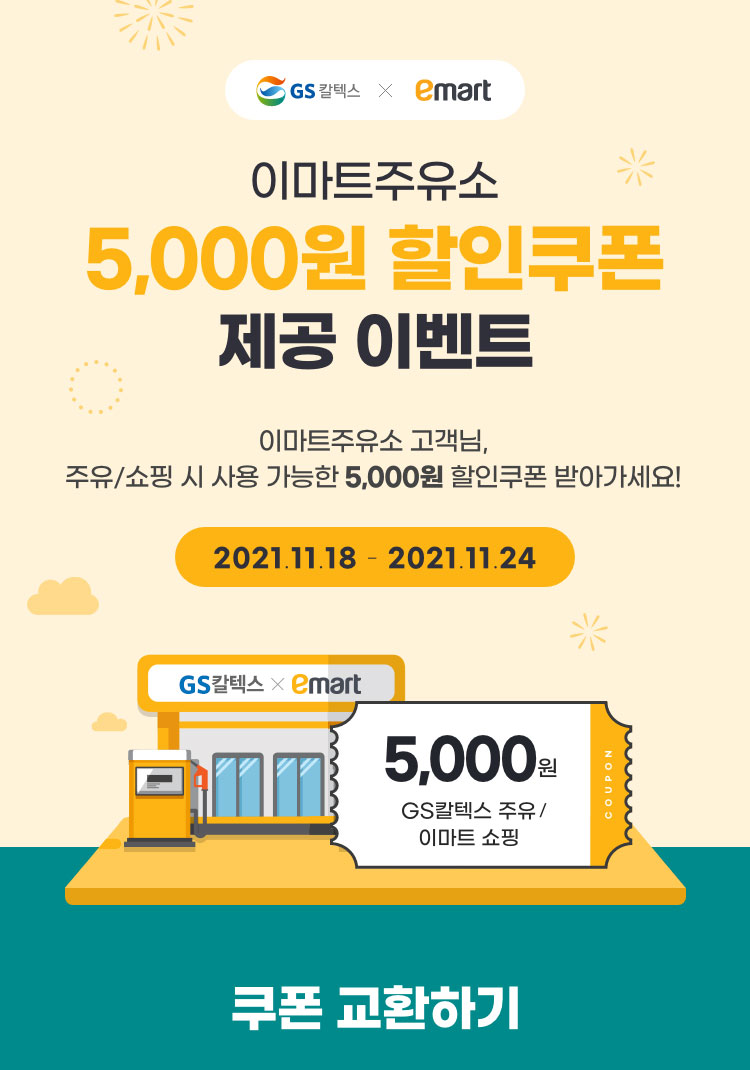 GS칼텍스 × emart
이마트주유소
5,000원 할인쿠폰
제공 이벤트
이마트주유소 고객님,
주유/쇼핑 시 사용 가능한 5,000원 할인쿠폰 받아가세요!
2021.11.18 - 2021.11.24
GS칼텍스 × emart
5,000원
GS칼텍스 주유/
이마트 쇼핑
COUPON
쿠폰 교환하기